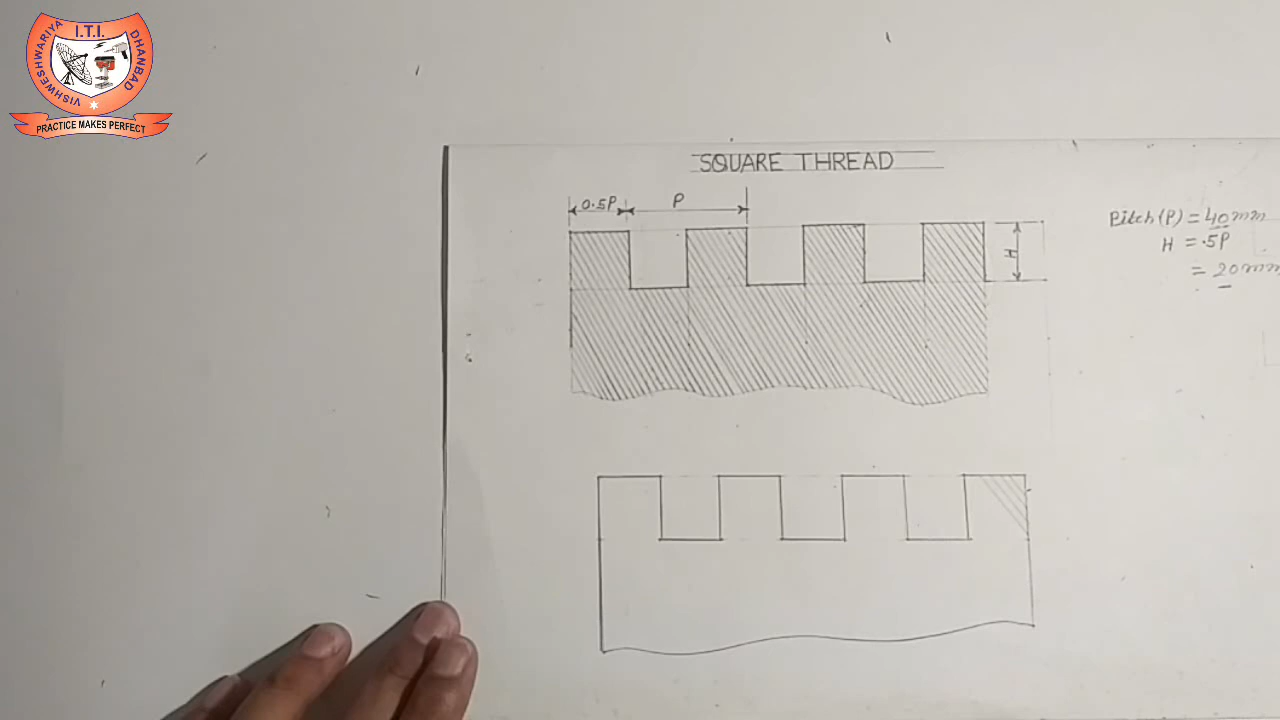 VISHWESHWARIYA I.T.I. DHANBAD
PRACTICE MAKES PERFECT
SQUARE THREAD
0.5P
P
H
Pitch(P) = 40mm
H = .5P
= 20mm